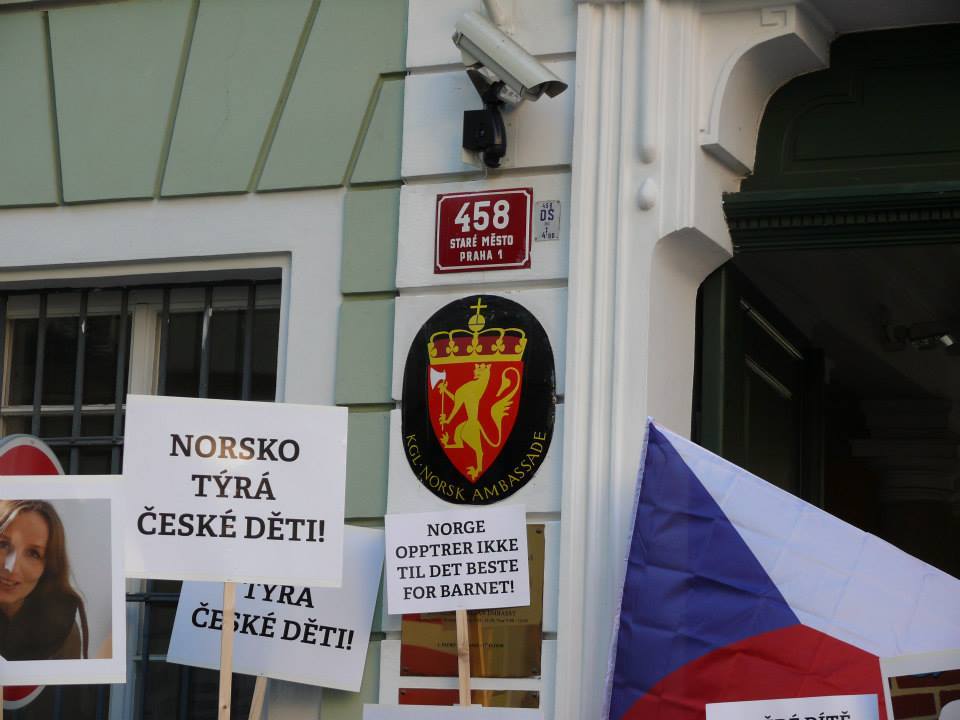 458
STARÉ MĚSTO
PRAHA 1
DŠ
KGL. NORSK AMBASSADE
NORSKO
TÝRÁ
ČESKÉ DĚTI!
TÝRÁ
ČESKÉ DĚTI!
NORGE
OPPTRER IKKE
TIL DET BESTE
FOR BARNET!